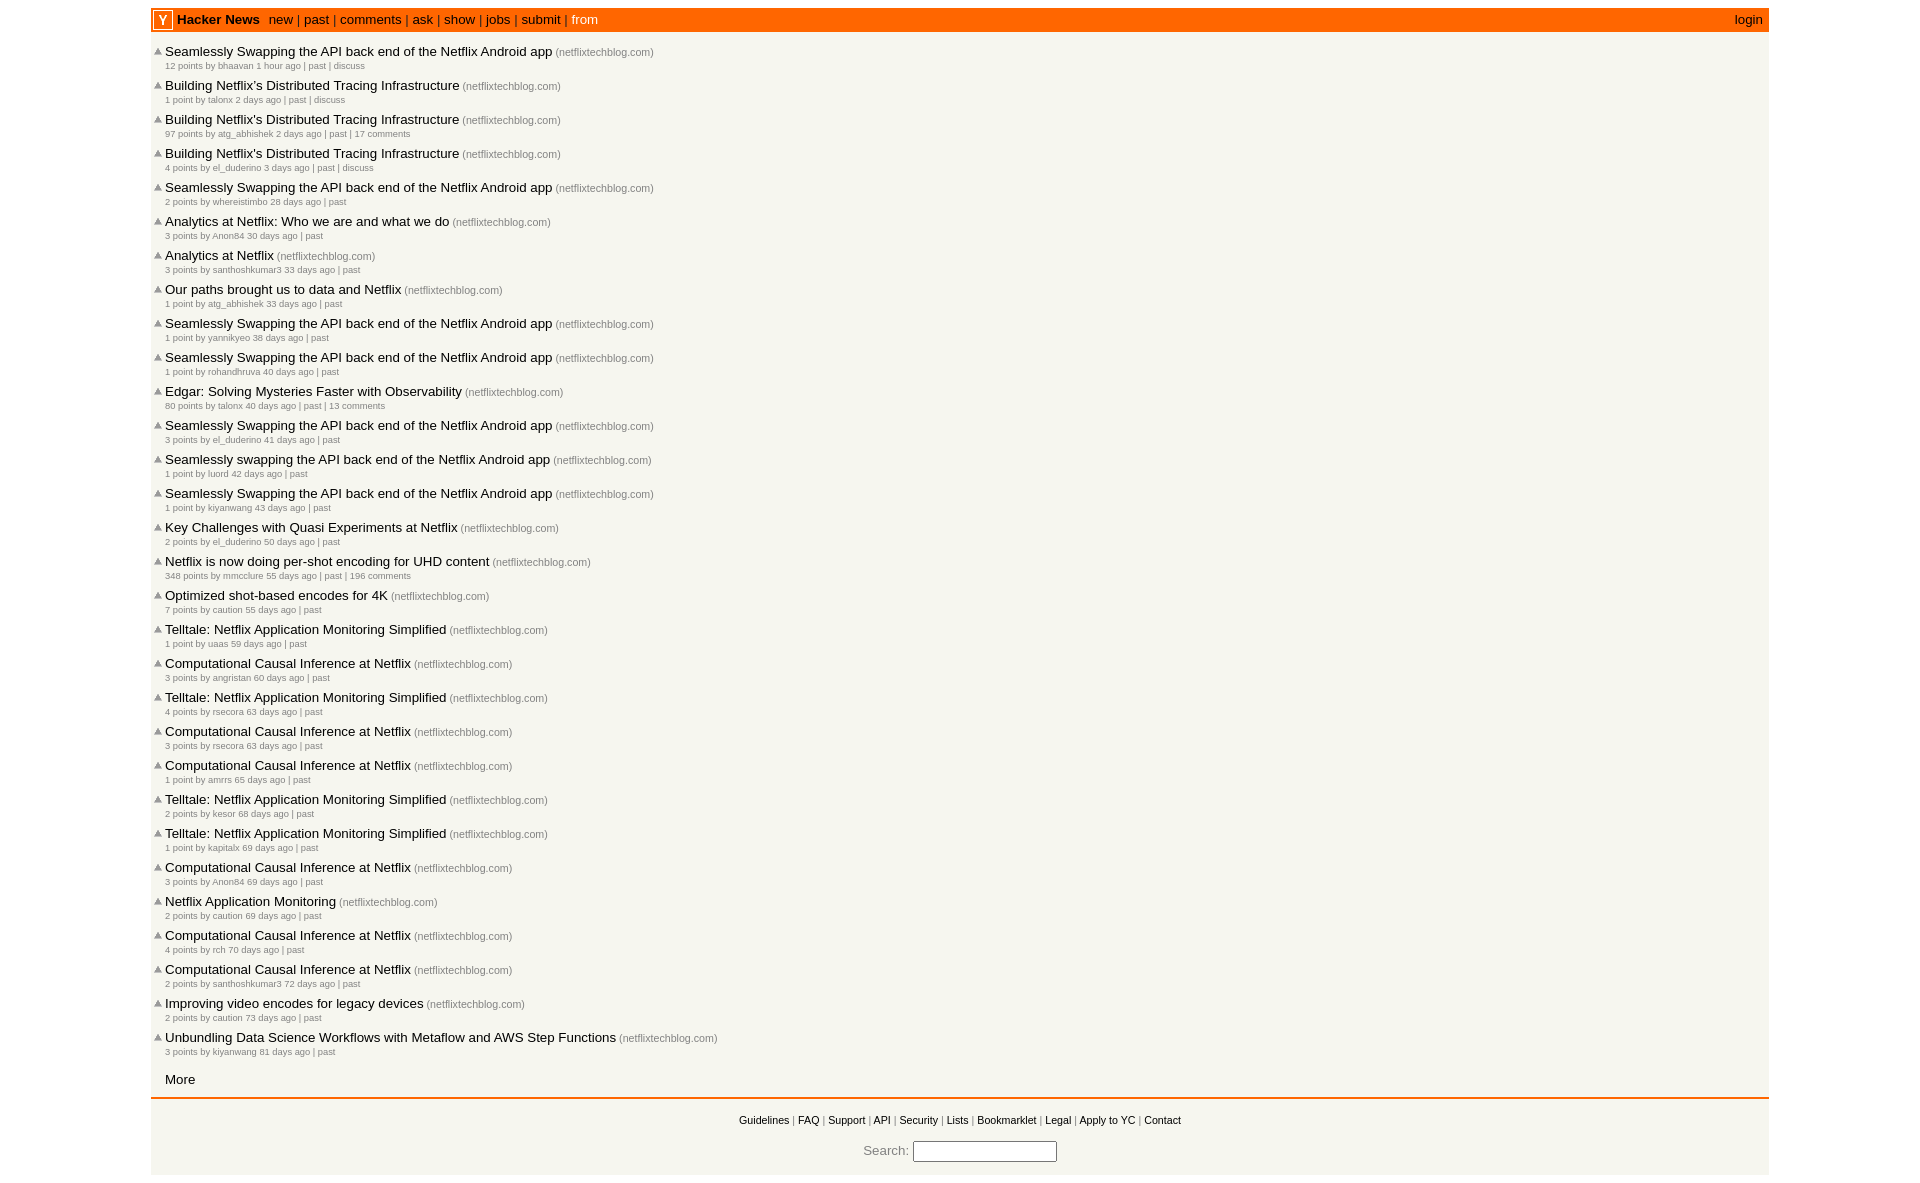 Y Hacker News new | past | comments | ask | show | jobs | submit | from login
Seamlessly Swapping the API back end of the Netflix Android app (netflixtechblog.com)
12 points by bhaavan 1 hour ago | past | discuss
Building Netflix’s Distributed Tracing Infrastructure (netflixtechblog.com)
1 point by talonx 2 days ago | past | discuss
Building Netflix's Distributed Tracing Infrastructure (netflixtechblog.com)
97 points by atg_abhishek 2 days ago | past | 17 comments
Building Netflix's Distributed Tracing Infrastructure (netflixtechblog.com)
4 points by el_duderino 3 days ago | past | discuss
Seamlessly Swapping the API back end of the Netflix Android app (netflixtechblog.com)
2 points by whereistimbo 28 days ago | past
Analytics at Netflix: Who we are and what we do (netflixtechblog.com)
3 points by Anon84 30 days ago | past
Analytics at Netflix (netflixtechblog.com)
3 points by santhoshkumar3 33 days ago | past
Our paths brought us to data and Netflix (netflixtechblog.com)
1 point by atg_abhishek 33 days ago | past
Seamlessly Swapping the API back end of the Netflix Android app (netflixtechblog.com)
1 point by yannikyeo 38 days ago | past
Seamlessly Swapping the API back end of the Netflix Android app (netflixtechblog.com)
1 point by rohandhruva 40 days ago | past
Edgar: Solving Mysteries Faster with Observability (netflixtechblog.com)
80 points by talonx 40 days ago | past | 13 comments
Seamlessly Swapping the API back end of the Netflix Android app (netflixtechblog.com)
3 points by el_duderino 41 days ago | past
Seamlessly swapping the API back end of the Netflix Android app (netflixtechblog.com)
1 point by luord 42 days ago | past
Seamlessly Swapping the API back end of the Netflix Android app (netflixtechblog.com)
1 point by kiyanwang 43 days ago | past
Key Challenges with Quasi Experiments at Netflix (netflixtechblog.com)
2 points by el_duderino 50 days ago | past
Netflix is now doing per-shot encoding for UHD content (netflixtechblog.com)
348 points by mmcclure 55 days ago | past | 196 comments
Optimized shot-based encodes for 4K (netflixtechblog.com)
7 points by caution 55 days ago | past
Telltale: Netflix Application Monitoring Simplified (netflixtechblog.com)
1 point by uaas 59 days ago | past
Computational Causal Inference at Netflix (netflixtechblog.com)
3 points by angristan 60 days ago | past
Telltale: Netflix Application Monitoring Simplified (netflixtechblog.com)
4 points by rsecora 63 days ago | past
Computational Causal Inference at Netflix (netflixtechblog.com)
3 points by rsecora 63 days ago | past
Computational Causal Inference at Netflix (netflixtechblog.com)
1 point by amrrs 65 days ago | past
Telltale: Netflix Application Monitoring Simplified (netflixtechblog.com)
2 points by kesor 68 days ago | past
Telltale: Netflix Application Monitoring Simplified (netflixtechblog.com)
1 point by kapitalx 69 days ago | past
Computational Causal Inference at Netflix (netflixtechblog.com)
3 points by Anon84 69 days ago | past
Netflix Application Monitoring (netflixtechblog.com)
2 points by caution 69 days ago | past
Computational Causal Inference at Netflix (netflixtechblog.com)
4 points by rch 70 days ago | past
Computational Causal Inference at Netflix (netflixtechblog.com)
2 points by santhoshkumar3 72 days ago | past
Improving video encodes for legacy devices (netflixtechblog.com)
2 points by caution 73 days ago | past
Unbundling Data Science Workflows with Metaflow and AWS Step Functions (netflixtechblog.com)
3 points by kiyanwang 81 days ago | past
More
Guidelines | FAQ | Support | API | Security | Lists | Bookmarklet | Legal | Apply to YC | Contact
Search: